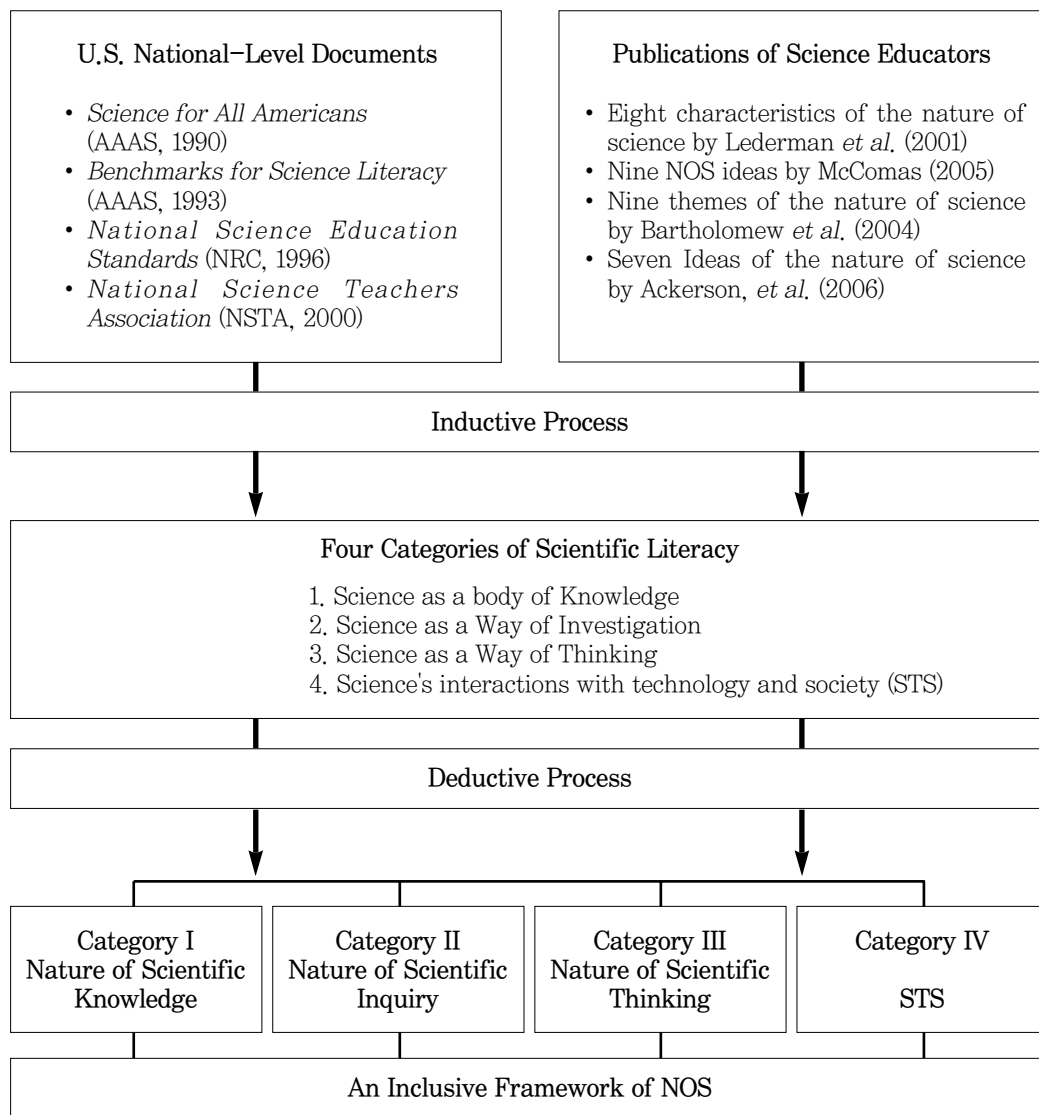 U.S. National-Level Documents
• Science for All Americans
(AAAS, 1990)
• Benchmarks for Science Literacy
(AAAS, 1993)
• National Science Education
Standards (NRC, 1996)
• National Science Teachers
Association (NSTA, 2000)
Publications of Science Educators
• Eight characteristics of the nature of
science by Lederman et al. (2001)
• Nine NOS ideas by McComas (2005)
• Nine themes of the nature of science
by Bartholomew et al. (2004)
• Seven Ideas of the nature of science
by Ackerson, et al. (2006)
Inductive Process
Four Categories of Scientific Literacy
1. Science as a body of Knowledge
2. Science as a Way of Investigation
3. Science as a Way of Thinking
4. Science's interactions with technology and society (STS)
Deductive Process
Category I
Nature of Scientific
Knowledge
Category II
Nature of Scientific
Inquiry
Category III
Nature of Scientific
Thinking
Category IV
STS
An Inclusive Framework of NOS